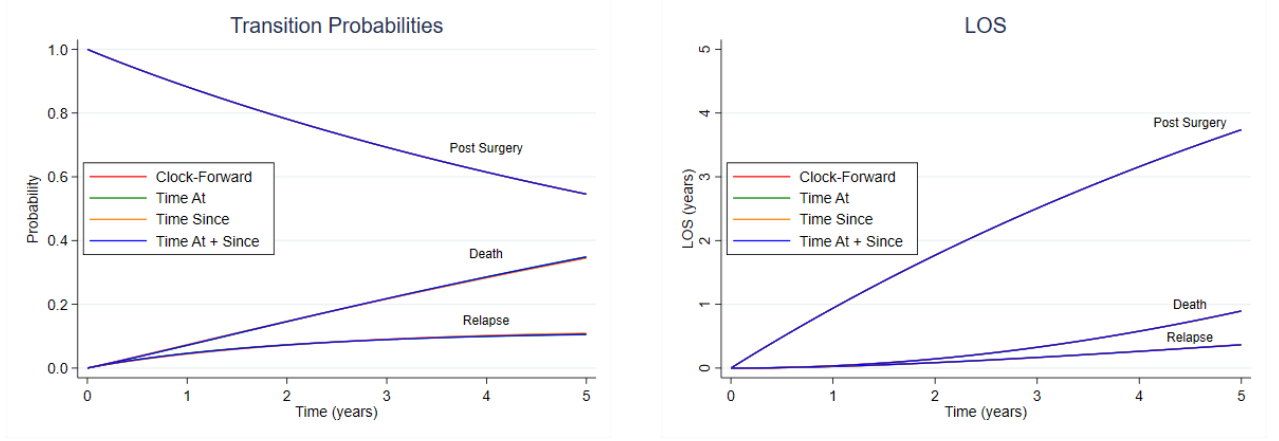 Transition Probabilities
1.0
0.8
0.6
0.4
0.2
0.0
Probability
Post Surgery
Clock-Forward
Time At
Time Since
Time At + Since
Death
Relapse
0 1 2 3 4 5
Time (years)
LOS
5
4
3
2
1
0
LOS (years)
Post Surgery
Clock-Forward
Time At
Time Since
Time At + Since
Death
Relapse
0 1 2 3 4 5
Time (years)